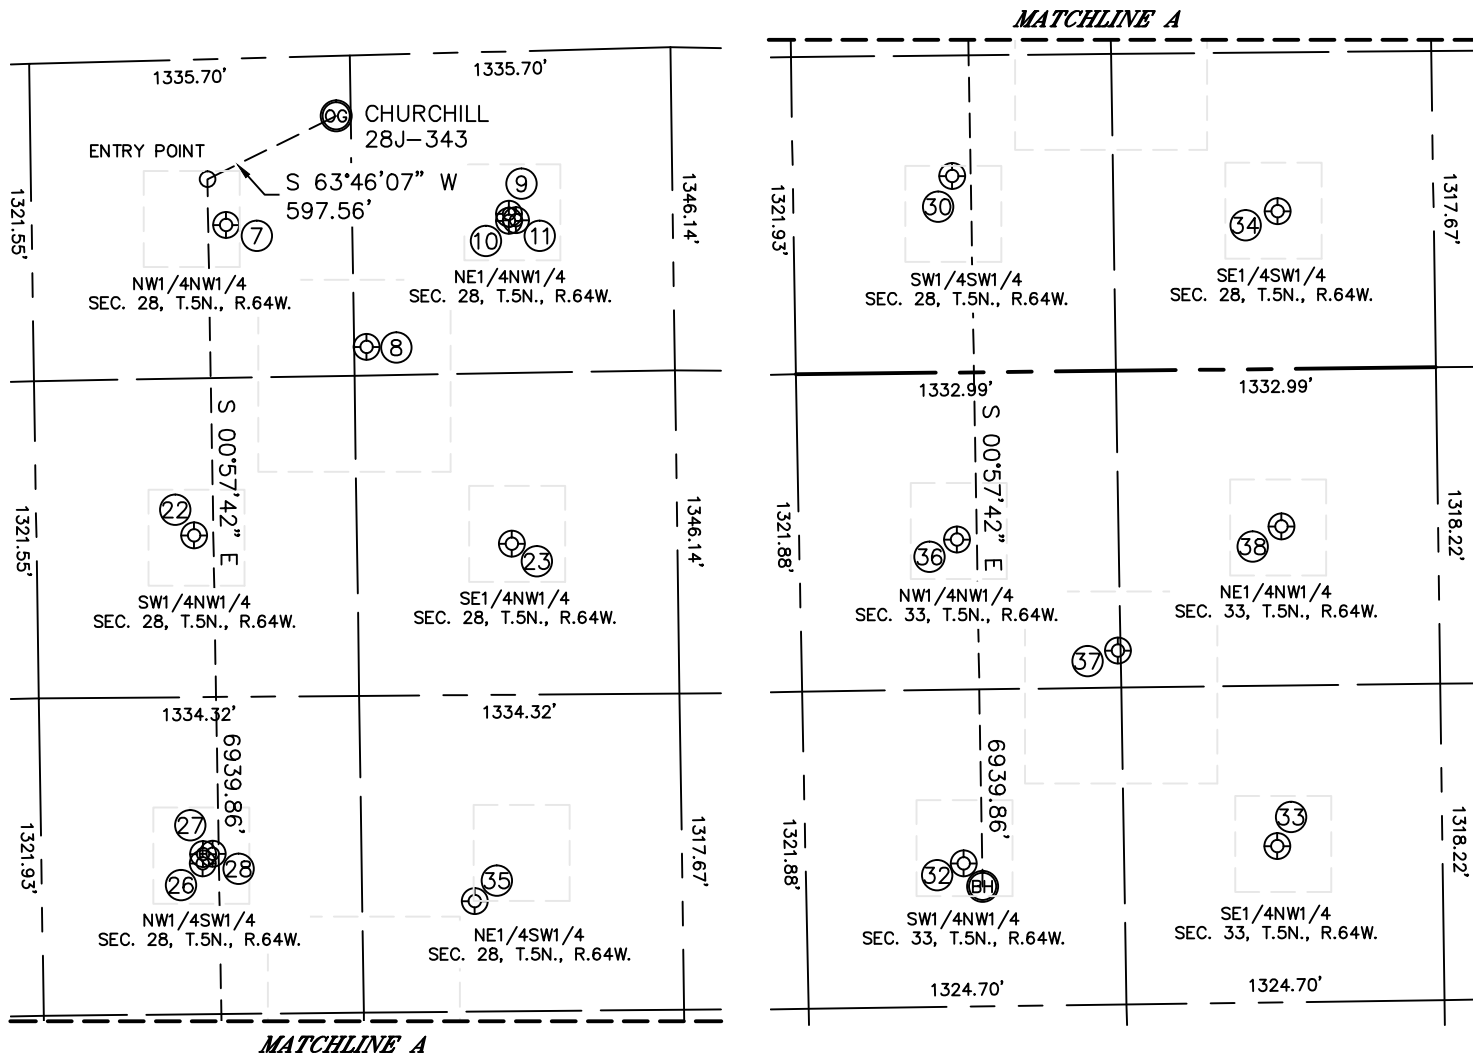 MATCHLINE A
1335.70'
1335.70'
OG
CHURCHILL
28J-343
ENTRY POINT
S 63°46'07" W
597.56'
1321.55'
1346.14'
7
9
10
11
NW1/4NW1/4
SEC. 28, T.5N., R.64W.
NE1/4NW1/4
SEC. 28, T.5N., R.64W.
8
S 00°57'42" E
22
23
1321.55'
1346.14'
SW1/4NW1/4
SEC. 28, T.5N., R.64W.
SE1/4NW1/4
SEC. 28, T.5N., R.64W.
1334.32'
1334.32'
6939.86'
27
26
28
35
1321.93'
1317.67'
NW1/4SW1/4
SEC. 28, T.5N., R.64W.
NE1/4SW1/4
SEC. 28, T.5N., R.64W.
MATCHLINE A
1321.93'
1317.67'
30
34
SW1/4SW1/4
SEC. 28, T.5N., R.64W.
SE1/4SW1/4
SEC. 28, T.5N., R.64W.
1332.99'
1332.99'
S 00°57'42" E
1321.88'
1318.22'
36
38
NW1/4NW1/4
SEC. 33, T.5N., R.64W.
NE1/4NW1/4
SEC. 33, T.5N., R.64W.
37
6939.86'
1321.88'
1318.22'
33
32
BH
SW1/4NW1/4
SEC. 33, T.5N., R.64W.
SE1/4NW1/4
SEC. 33, T.5N., R.64W.
1324.70'
1324.70'